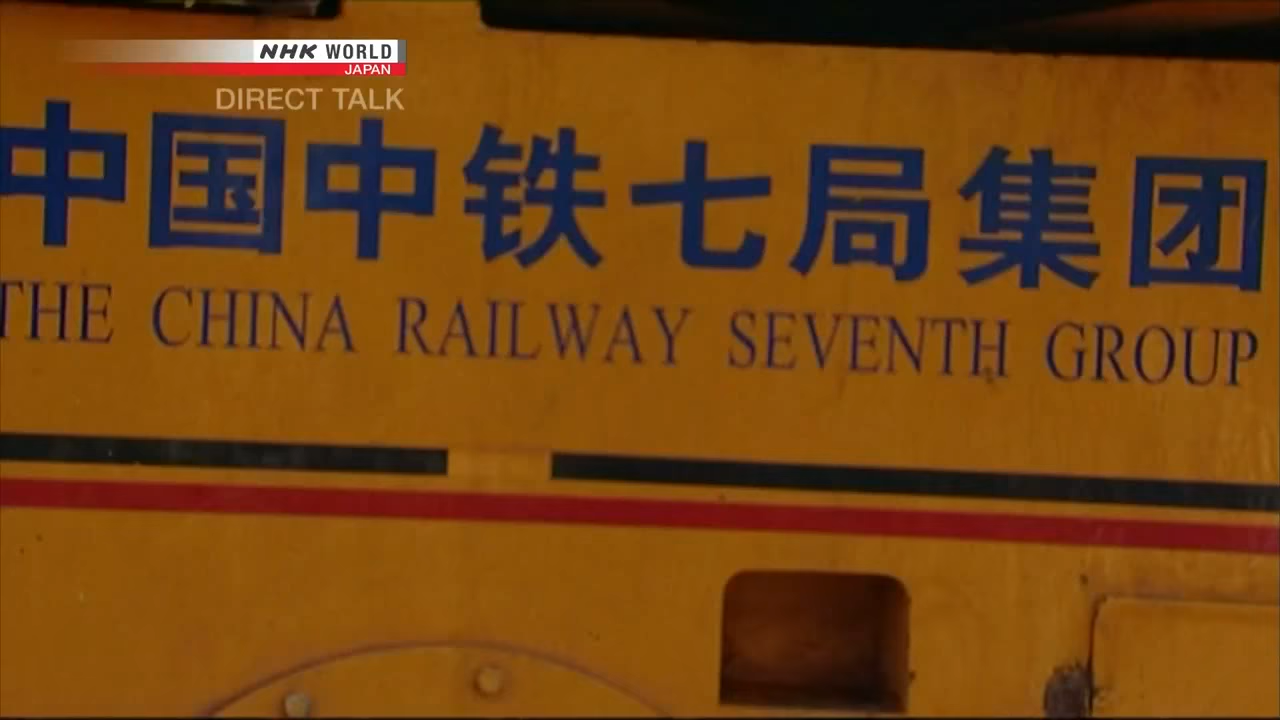 NHK WORLD
JAPAN
DIRECT TALK
中国中铁七局集团
THE CHINA RAILWAY SEVENTH GROUP